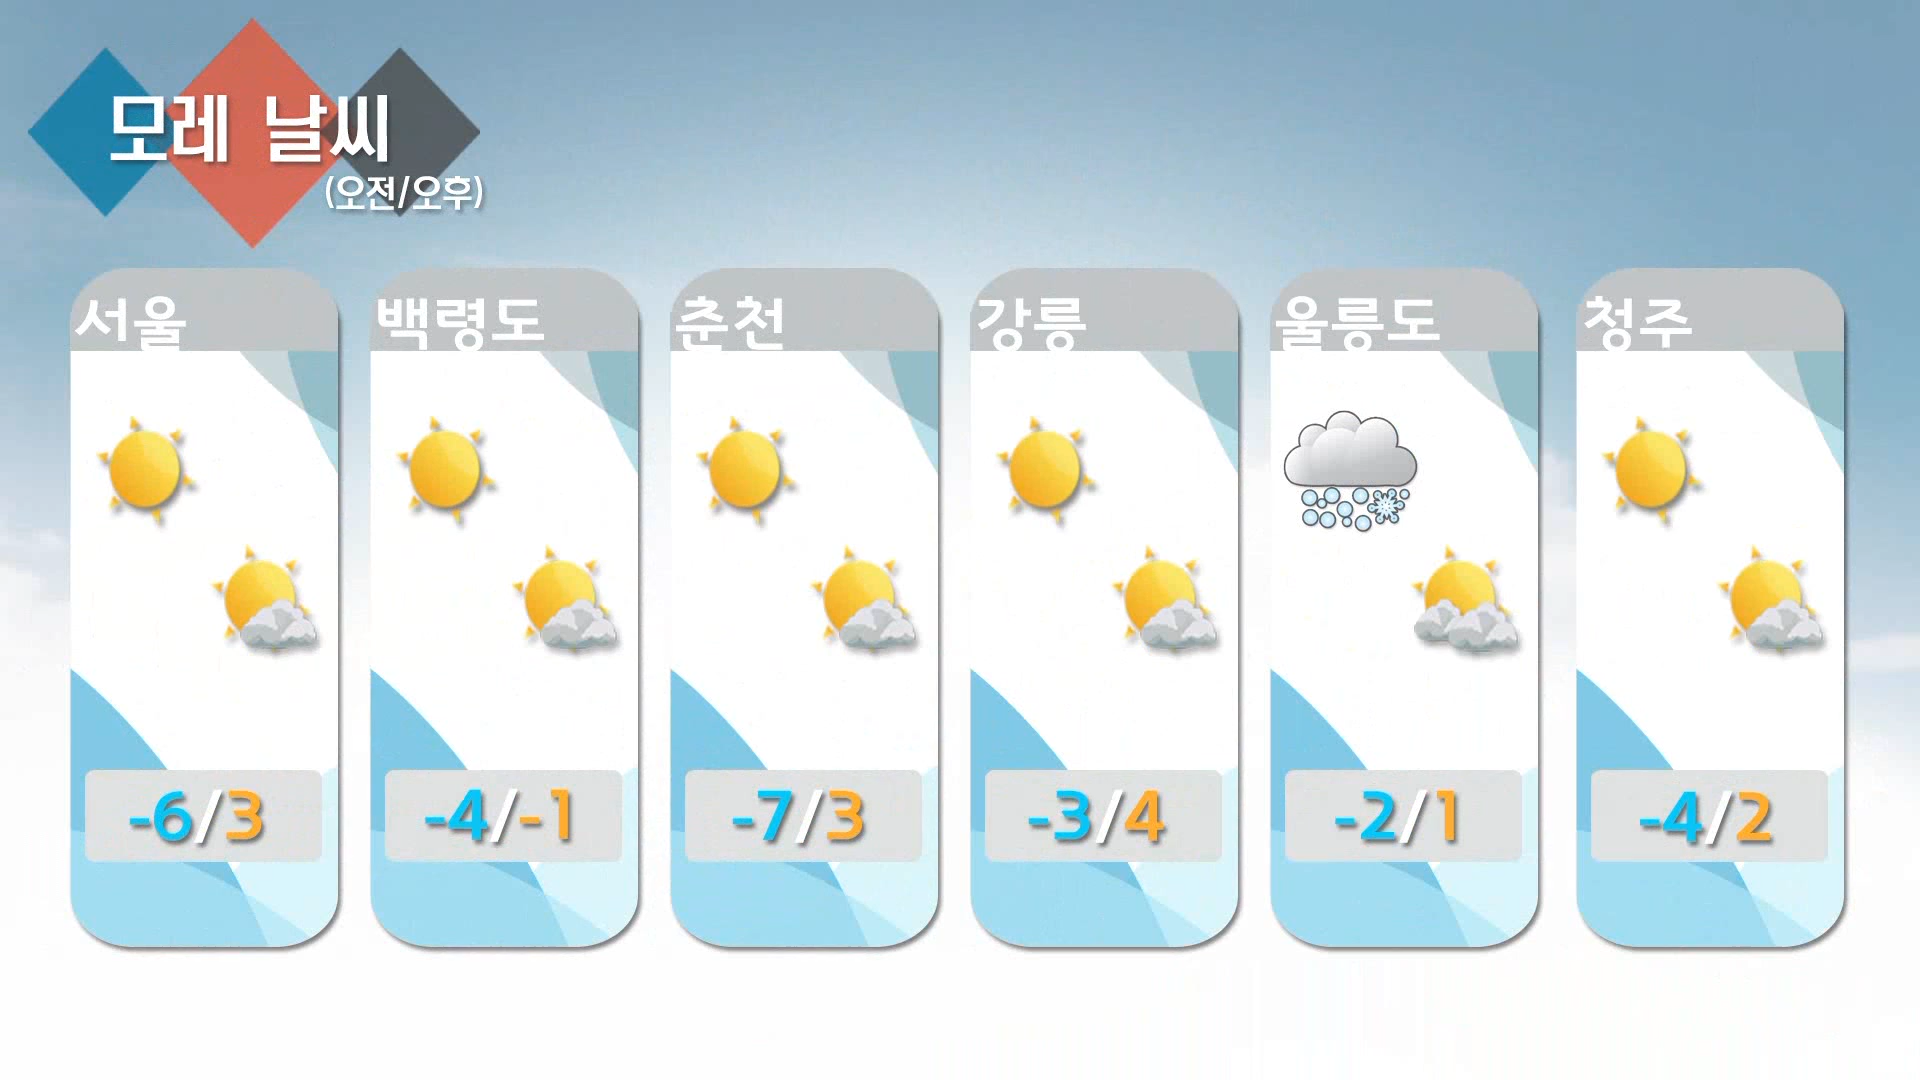 모레 날씨
(오전/오후)
서울
백령도
춘천
강릉
울릉도
청주
-6/3
-4/-1
-7/3
-3/4
-2/1
-4/2